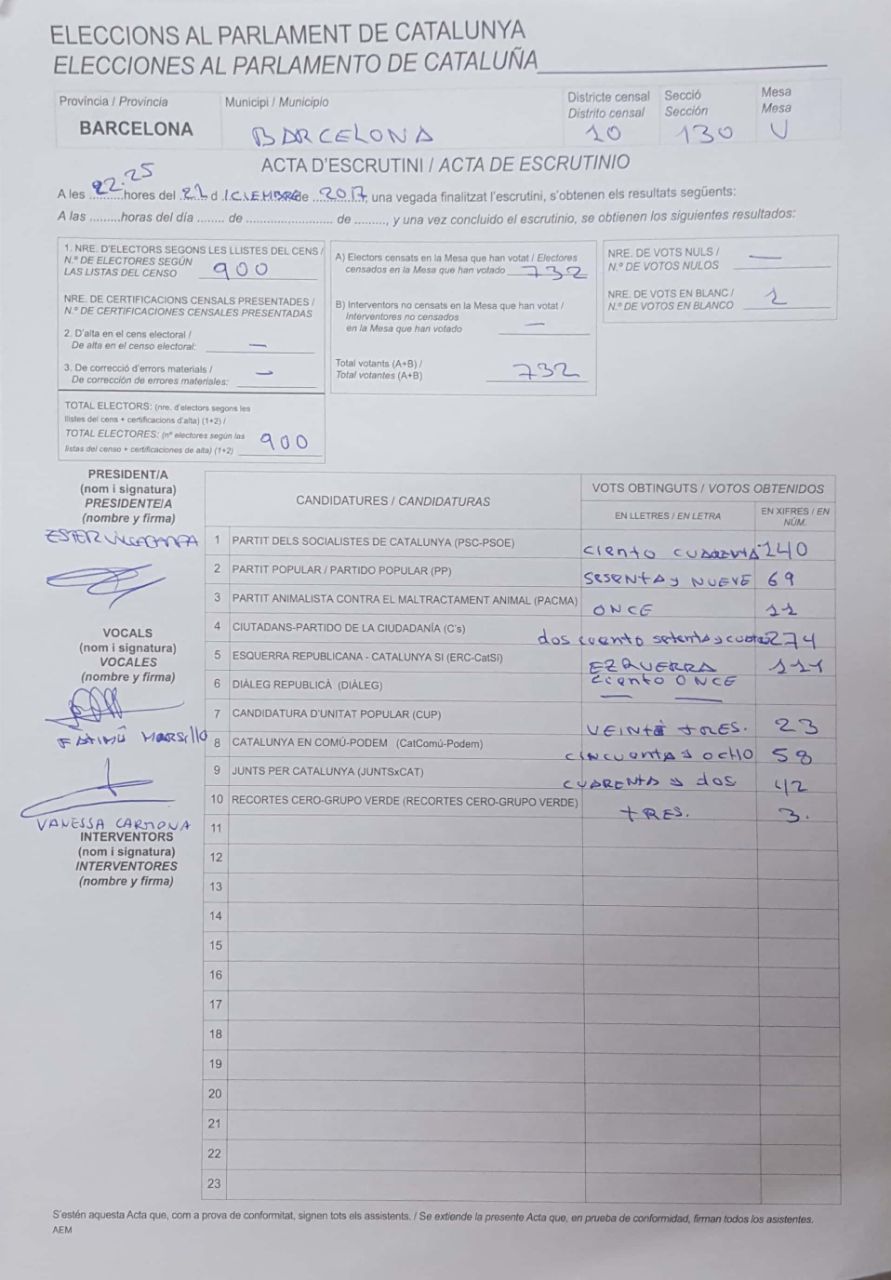 ELECCIONS AL PARLAMENT DE CATALUNYA
ELECCIONES AL PARLAMENTO DE CATALUÑA
Provincia / Provincia
BARCELONA
Municipi / Municipio
BARCELONA
Districte censal
Distrito censal
10
Secció
Sección
130
Mesa
Mesa
U
ACTA D'ESCRUTINI / ACTA DE ESCRUTINIO
A les 22:25 hores del 21 d ICIEMBRE de 2017, una vegada finalitzat l'escrutini, s'obtenen els resultats següents:
A las .........horas del día ........ de ......................... de ........., y una vez concluido el escrutinio, se obtienen los siguientes resultados:
1. NRE. D'ELECTORS SEGONS LES LLISTES DEL CENS /
N.º DE ELECTORES SEGÚN
LAS LISTAS DEL CENSO 900
NRE. DE CERTIFICACIONS CENSALS PRESENTADES /
N.º DE CERTIFICACIONES CENSALES PRESENTADAS
2. D'alta en el cens electoral /
De alta en el censo electoral: —
3. De correcció d'errors materials /
De corrección de errores materiales: —
TOTAL ELECTORS: (nre. d'electors segons les
llistes del cens + certificacions d'alta) (1+2) /
TOTAL ELECTORES: (nº electores según las
listas del censo + certificaciones de alta) (1+2) 900
A) Electors censats en la Mesa que han votat / Electores
censados en la Mesa que han votado 732
B) Interventors no censats en la Mesa que han votat /
Interventores no censados
en la Mesa que han votado —
Total votants (A+B) /
Total votantes (A+B) 732
NRE. DE VOTS NULS /
N.º DE VOTOS NULOS —
NRE. DE VOTS EN BLANC /
N.º DE VOTOS EN BLANCO 1
PRESIDENT/A
(nom i signatura)
PRESIDENTE/A
(nombre y firma)
ESTER
VOCALS
(nom i signatura)
VOCALES
(nombre y firma)
FATIMA MARSILLO
VANESSA CARMONA
INTERVENTORS
(nom i signatura)
INTERVENTORES
(nombre y firma)
CANDIDATURES / CANDIDATURAS
VOTS OBTINGUTS / VOTOS OBTENIDOS
EN LLETRES / EN LETRA
EN XIFRES / EN NÚM.
1 PARTIT DELS SOCIALISTES DE CATALUNYA (PSC-PSOE) ciento cuarenta 140
2 PARTIT POPULAR / PARTIDO POPULAR (PP) sesenta y nueve 69
3 PARTIT ANIMALISTA CONTRA EL MALTRACTAMENT ANIMAL (PACMA) ONCE 11
4 CIUTADANS-PARTIDO DE LA CIUDADANÍA (C's) dos cuento setenta y cuatro 274
5 ESQUERRA REPUBLICANA - CATALUNYA SI (ERC-CatSí) EZQUERRA ciento ONCE 111
6 DIÀLEG REPUBLICÀ (DIÀLEG) — —
7 CANDIDATURA D'UNITAT POPULAR (CUP) VEINTE TRES. 23
8 CATALUNYA EN COMÚ-PODEM (CatComú-Podem) CINCUENTA y OCHO 58
9 JUNTS PER CATALUNYA (JUNTSxCAT) CUARENTA y dos 42
10 RECORTES CERO-GRUPO VERDE (RECORTES CERO-GRUPO VERDE) TRES. 3.
11
12
13
14
15
16
17
18
19
20
21
22
23
S'estén aquesta Acta que, com a prova de conformitat, signen tots els assistents. / Se extiende la presente Acta que, en prueba de conformidad, firman todos los asistentes.
AEM